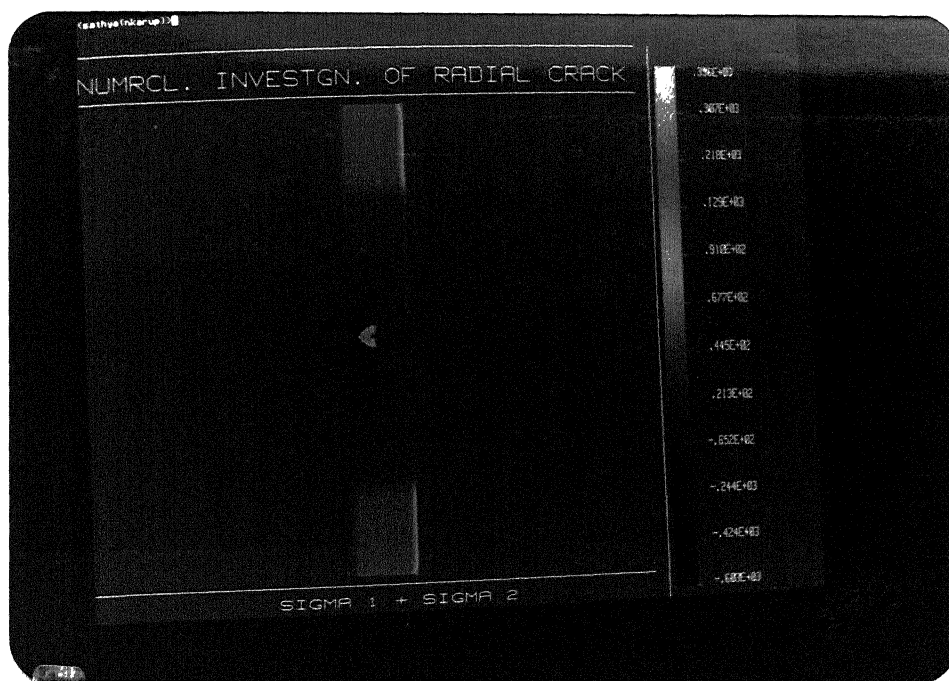 NUMRCL. INVESTGN. OF RADIAL CRACK
.307E+03
.218E+03
.129E+03
.910E+02
.677E+02
.445E+02
.213E+02
-.652E+02
-.244E+03
-.424E+03
SIGMA 1 + SIGMA 2